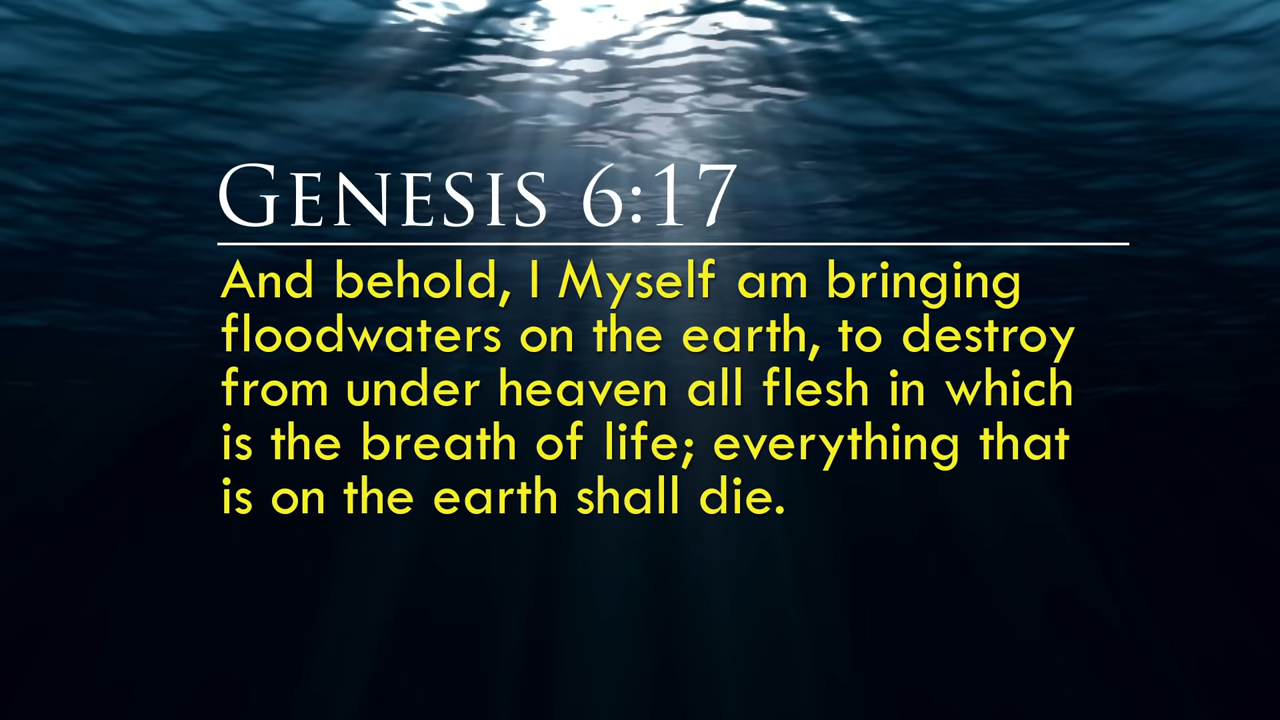 Genesis 6:17
And behold, I Myself am bringing
floodwaters on the earth, to destroy
from under heaven all flesh in which
is the breath of life; everything that
is on the earth shall die.